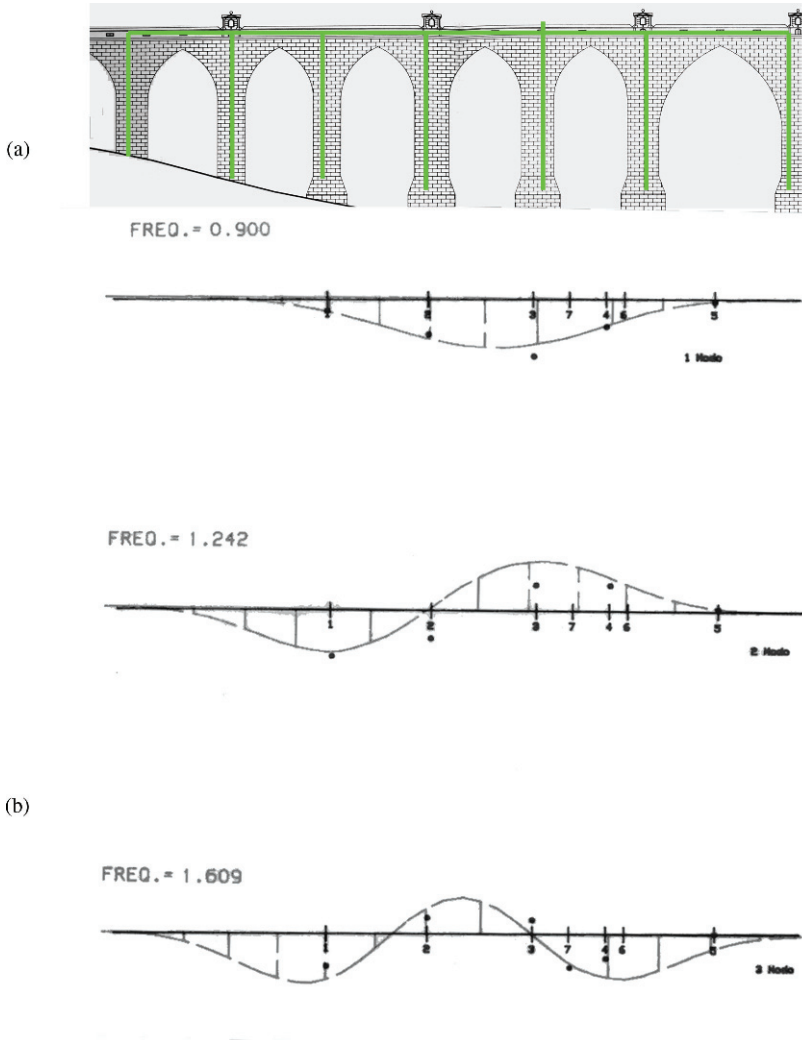 (a)
FREQ.= 0.900
1 2 3 7 4 6 5
1 Modo
FREQ.= 1.242
1 2 3 7 4 6 5
2 Modo
(b)
FREQ.= 1.609
1 2 3 7 4 6 5
3 Modo